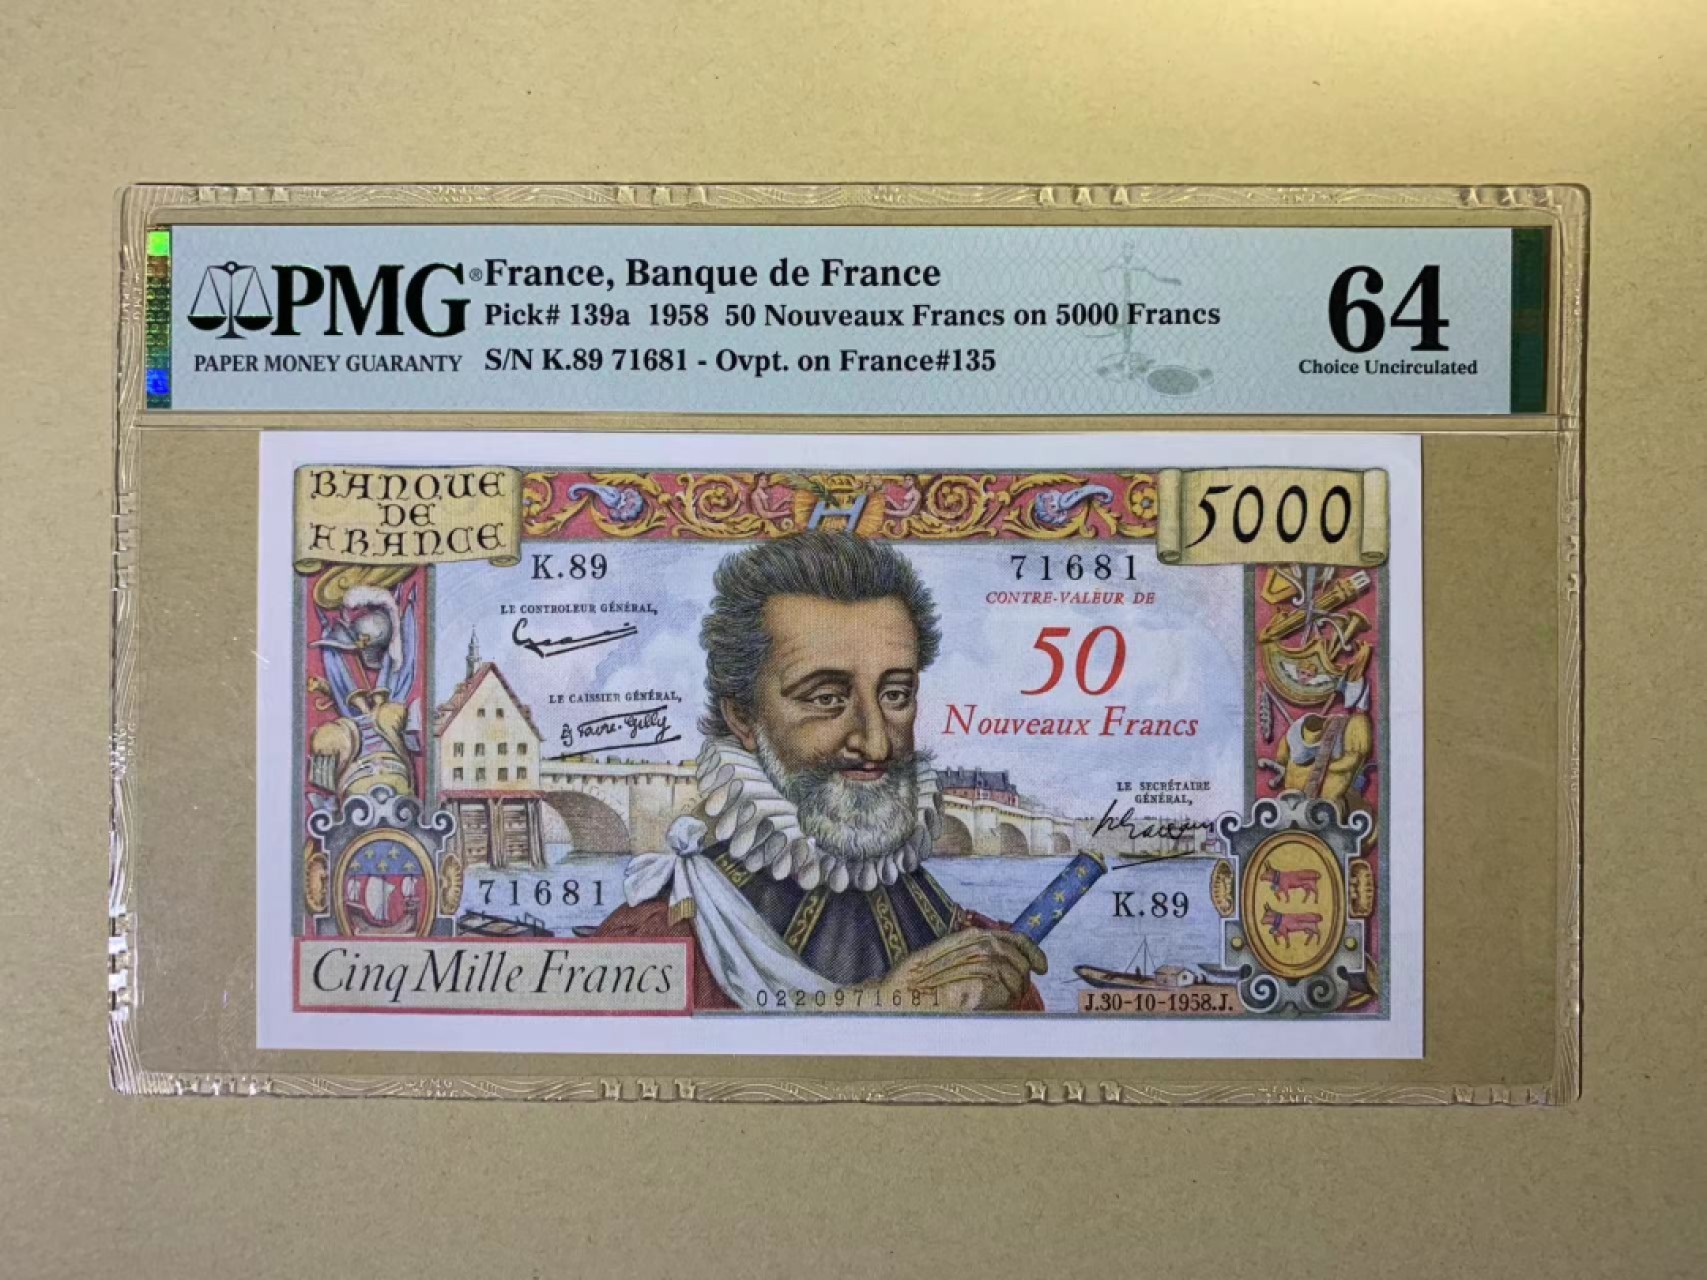 PMG®
PAPER MONEY GUARANTY
France, Banque de France
Pick# 139a 1958 50 Nouveaux Francs on 5000 Francs
S/N K.89 71681 - Ovpt. on France#135
64
Choice Uncirculated
BANQUE
DE
FRANCE
5000
K.89
71681
LE CONTROLEUR GÉNÉRAL,
CONTRE-VALEUR DE
50
Nouveaux Francs
LE CAISSIER GÉNÉRAL,
LE SECRÉTAIRE
GÉNÉRAL,
71681
K.89
Cinq Mille Francs
0220971681
J.30-10-1958.J.